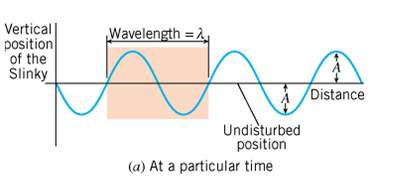 Vertical
position
of the
Slinky
Wavelength = λ
A
A
Distance
Undisturbed
position
(a) At a particular time